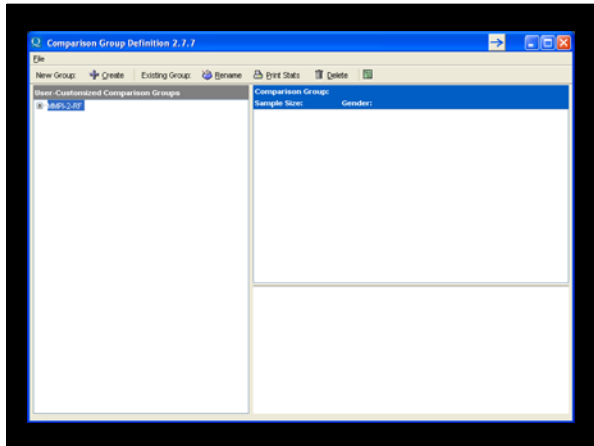 Comparison Group Definition 2.7.7
File
New Group: Create Existing Group: Rename Print Stats Delete
User-Customized Comparison Groups
MMPI-2-RF
Comparison Group:
Sample Size: Gender: